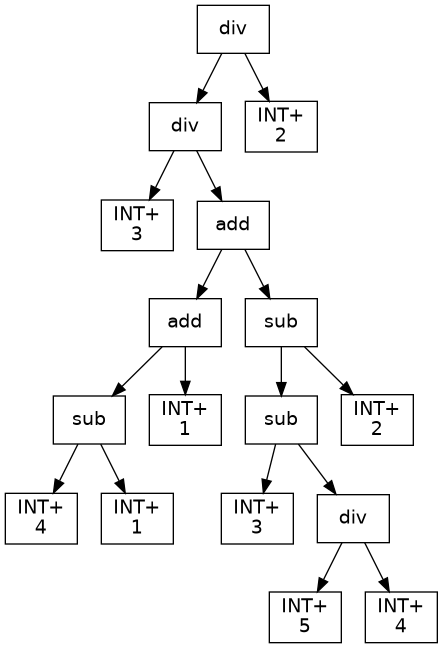 div
div
INT+
2
INT+
3
add
add
sub
sub
INT+
1
sub
INT+
2
INT+
4
INT+
1
INT+
3
div
INT+
5
INT+
4